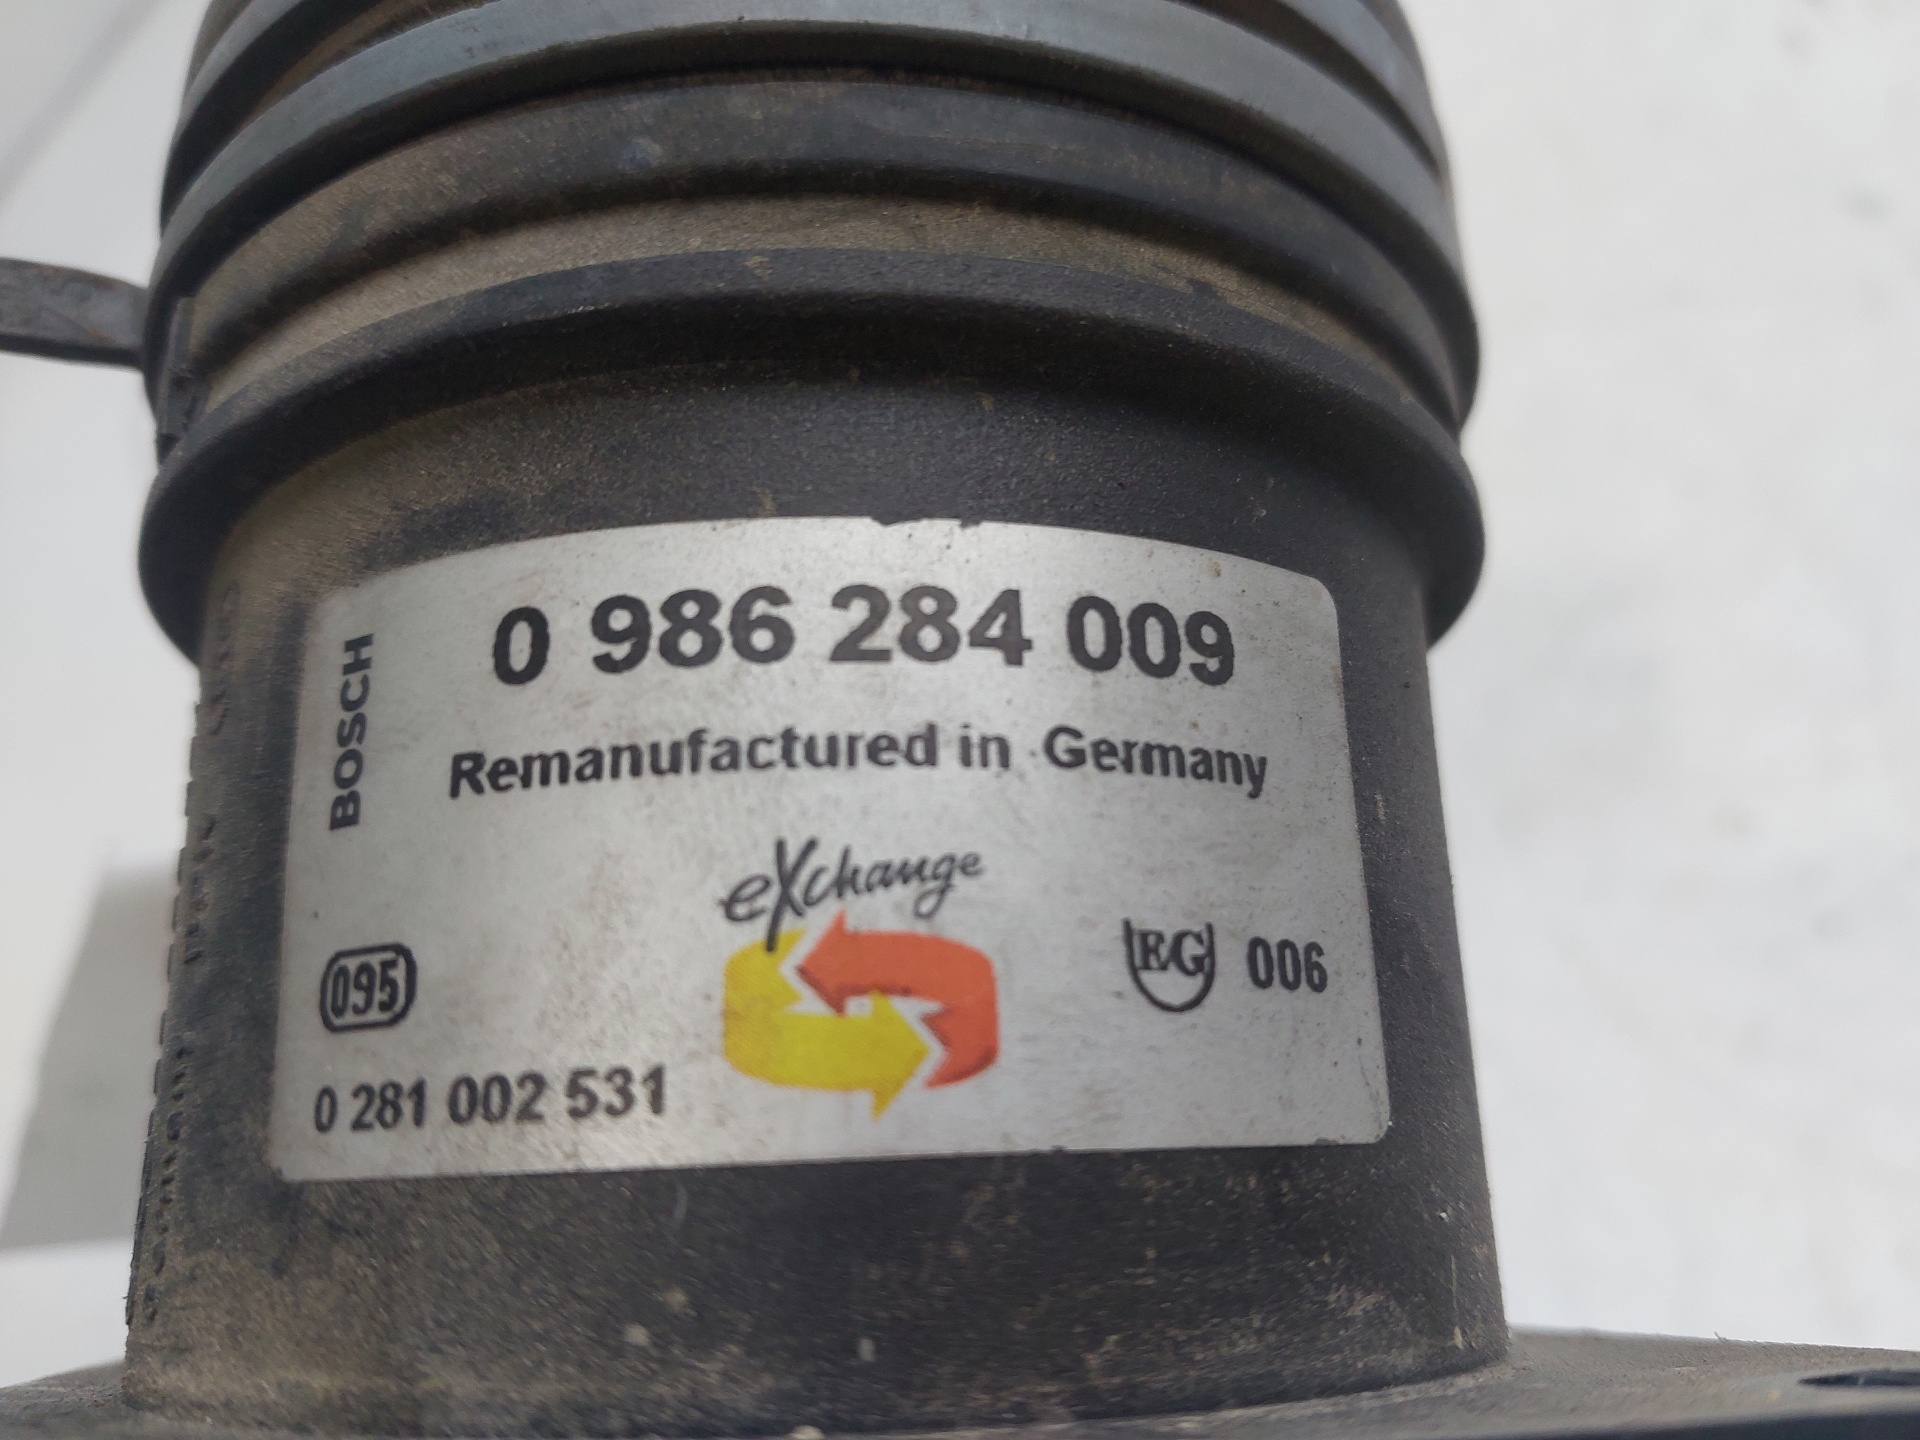 0 986 284 009
BOSCH
Remanufactured in Germany
eXchange
095
EG 006
0 281 002 531